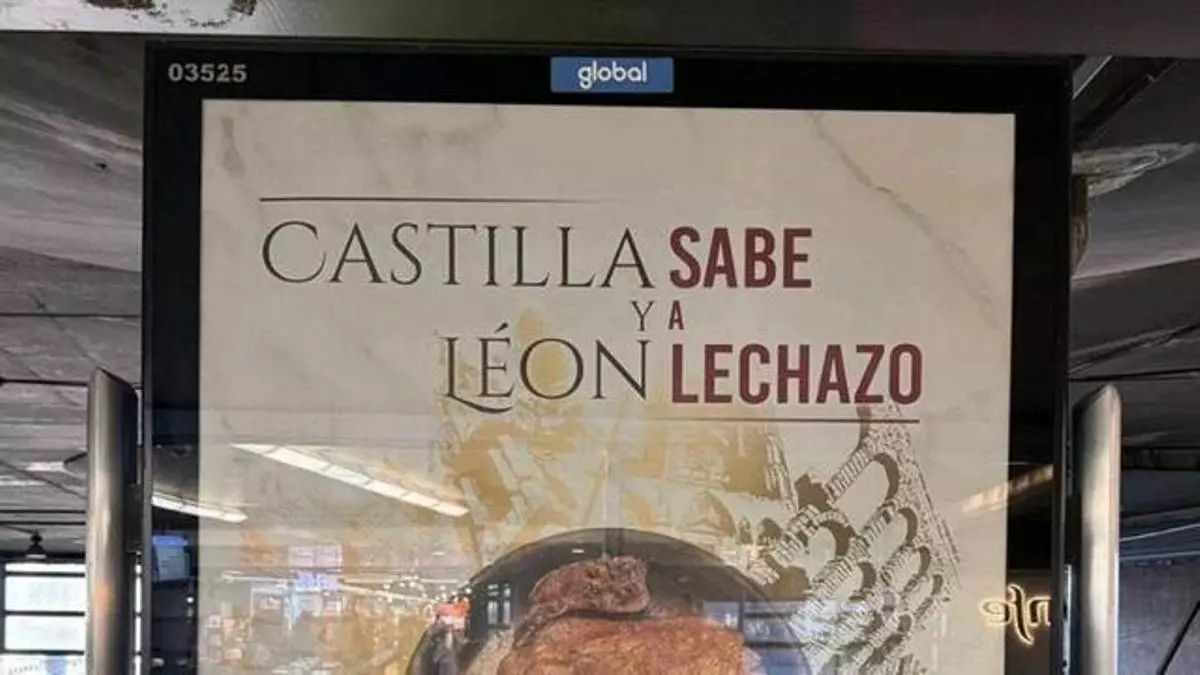 03525
global
CASTILLA SABE
Y A
LÉON LECHAZO